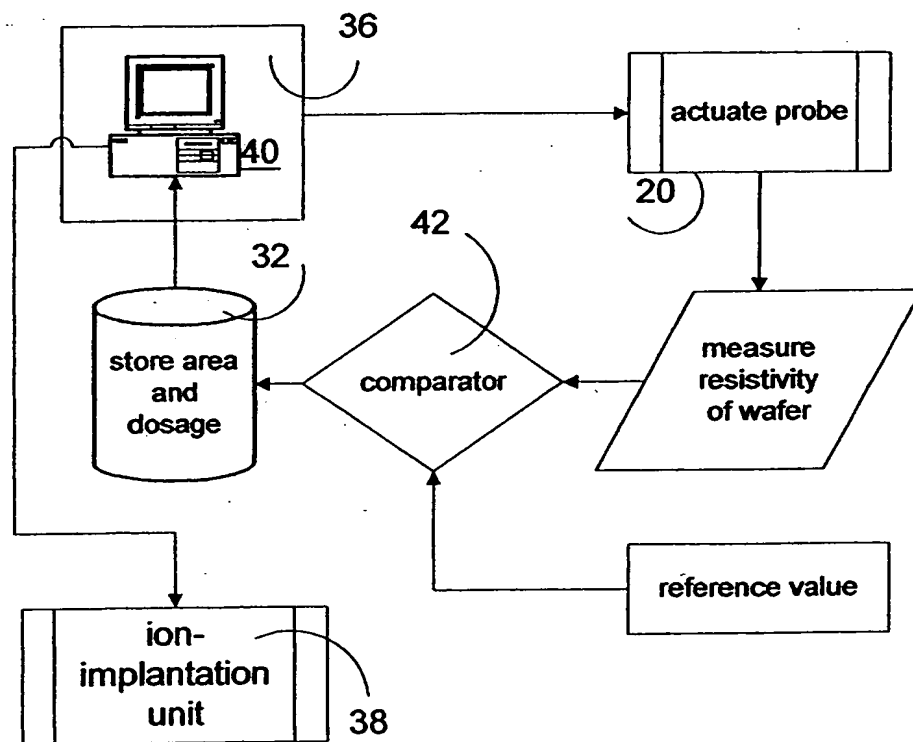 36
40
actuate probe
20
42
32
store area
and
dosage
comparator
measure
resistivity
of wafer
reference value
ion-
implantation
unit
38